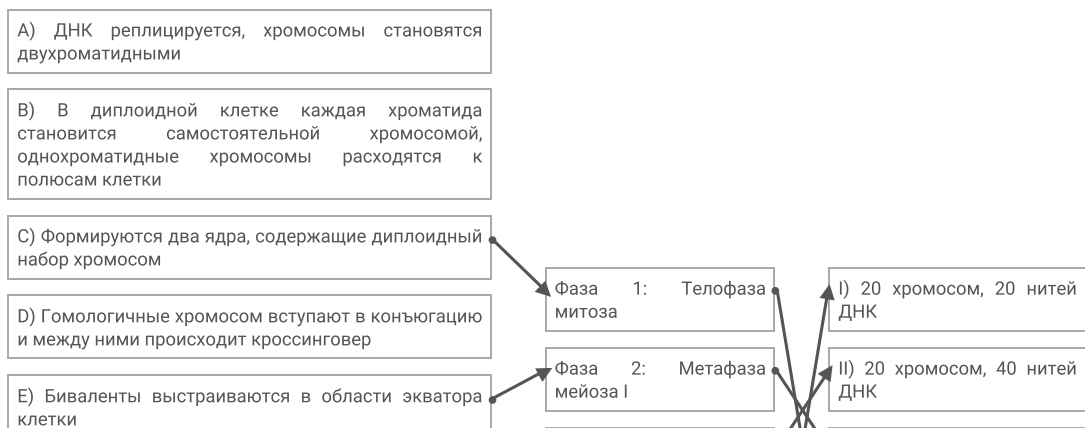 A) ДНК реплицируется, хромосомы становятся
двухроматидными
B) В диплоидной клетке каждая хроматида
становится самостоятельной хромосомой,
однохроматидные хромосомы расходятся к
полюсам клетки
C) Формируются два ядра, содержащие диплоидный
набор хромосом
D) Гомологичные хромосом вступают в конъюгацию
и между ними происходит кроссинговер
E) Биваленты выстраиваются в области экватора
клетки
Фаза 1: Телофаза
митоза
Фаза 2: Метафаза
мейоза I
I) 20 хромосом, 20 нитей
ДНК
II) 20 хромосом, 40 нитей
ДНК